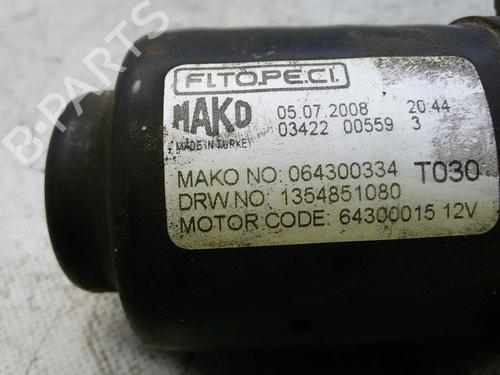 F.I.T.O.P.E.C.I.
MAKO
MADE IN TURKEY
05.07.2008 20:44
03422 00559 3
MAKO NO: 064300334 T030
DRW.NO. 1354851080
MOTOR CODE: 64300015 12V
B-PARTS